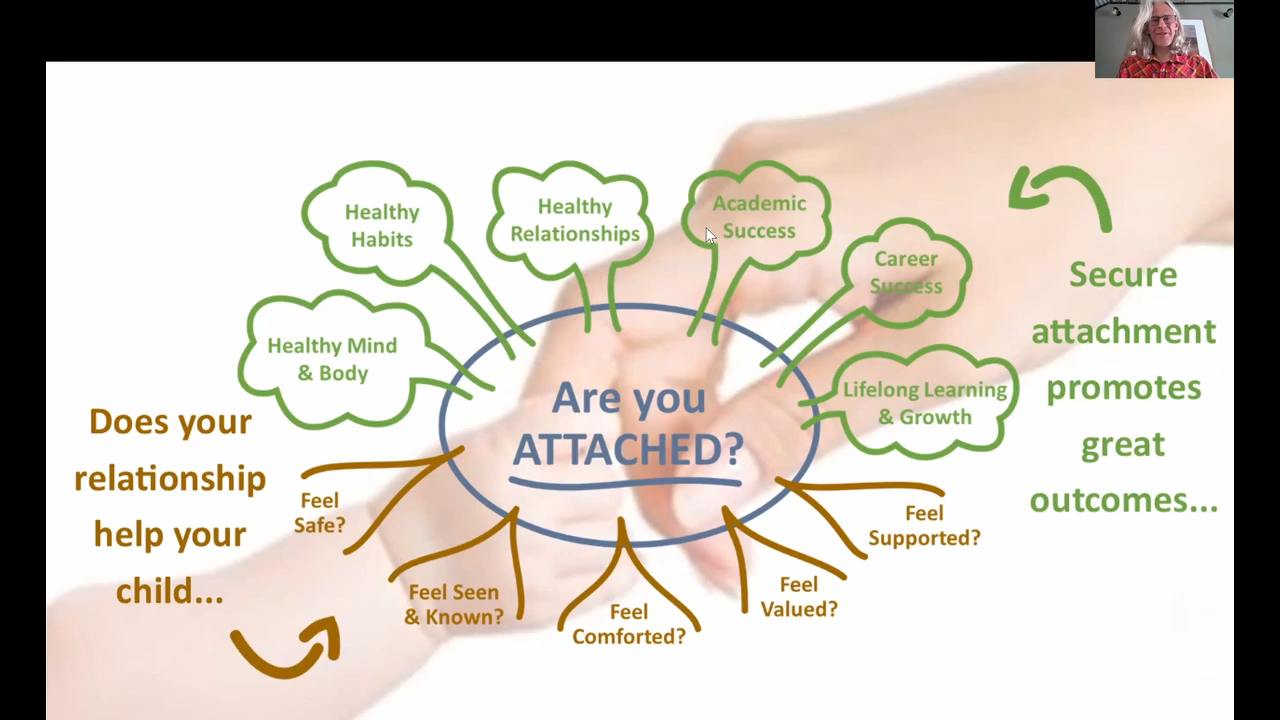 Healthy
Habits
Healthy
Relationships
Academic
Success
Career
Success
Healthy Mind
& Body
Lifelong Learning
& Growth
Secure
attachment
promotes
great
outcomes...
Are you
ATTACHED?
Does your
relationship
help your
child...
Feel
Safe?
Feel Seen
& Known?
Feel
Comforted?
Feel
Valued?
Feel
Supported?